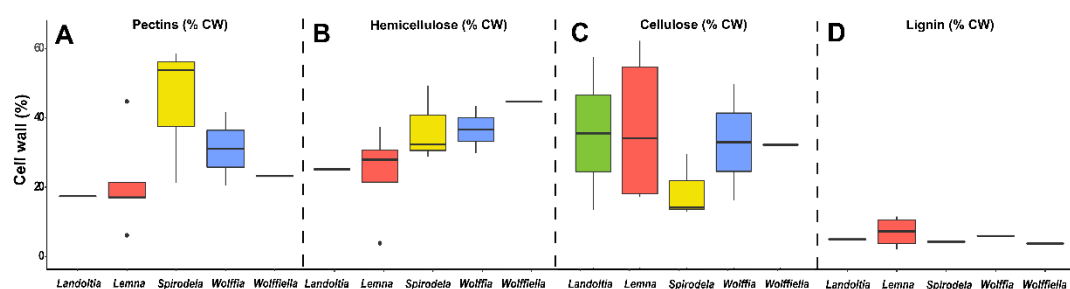 A Pectins (% CW)
B Hemicellulose (% CW)
C Cellulose (% CW)
D Lignin (% CW)
Cell wall (%)
60
40
20
0
Landoltia Lemna Spirodela Wolffia Wolffiella
Landoltia Lemna Spirodela Wolffia Wolffiella
Landoltia Lemna Spirodela Wolffia Wolffiella
Landoltia Lemna Spirodela Wolffia Wolffiella